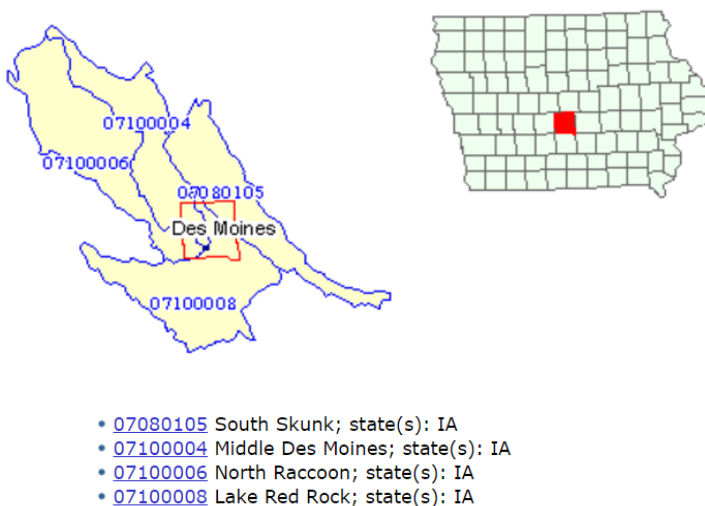 07100004
07100006
07080105
Des Moines
07100008
07080105 South Skunk; state(s): IA
07100004 Middle Des Moines; state(s): IA
07100006 North Raccoon; state(s): IA
07100008 Lake Red Rock; state(s): IA